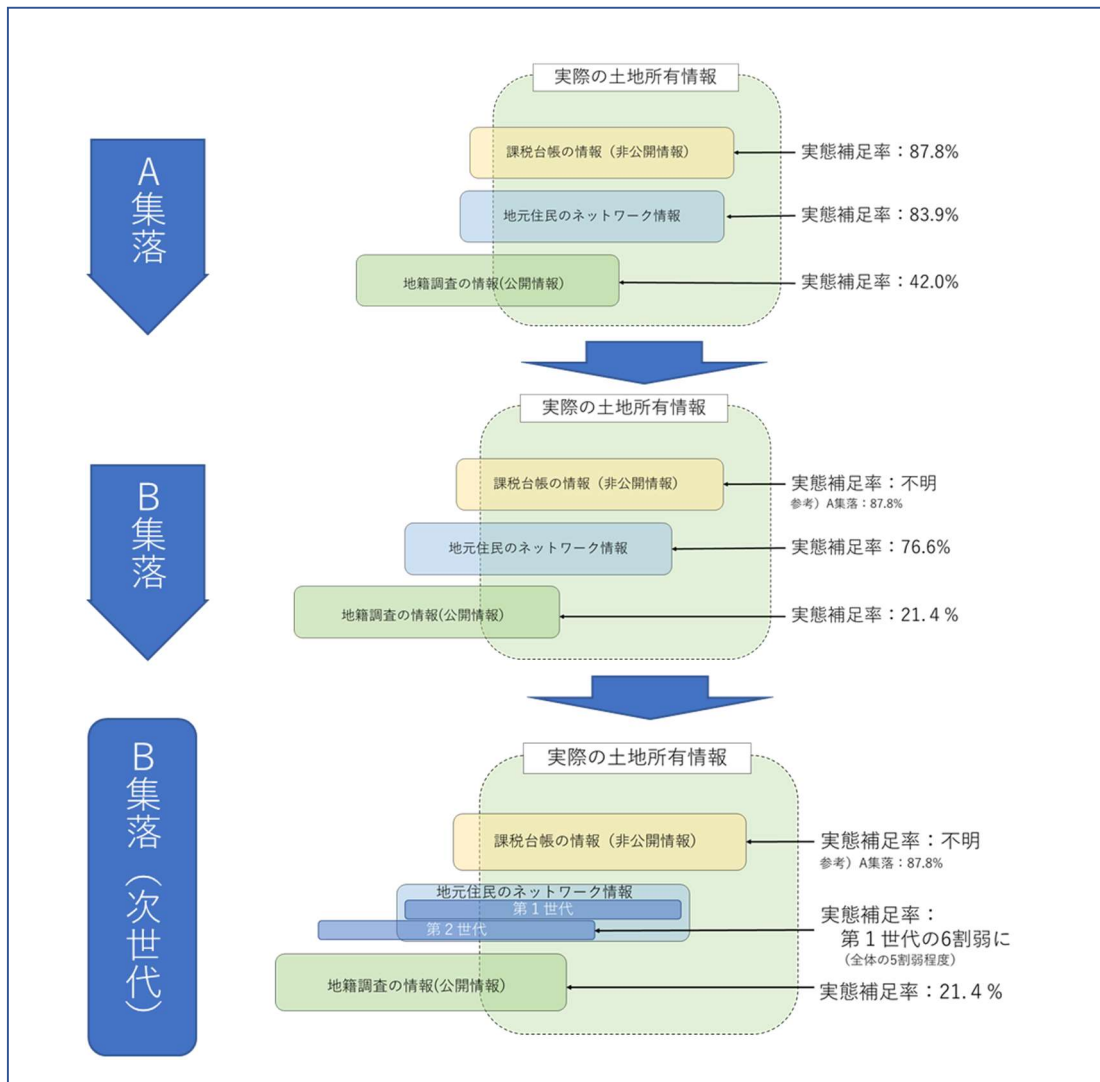 A集落
実際の土地所有情報
課税台帳の情報（非公開情報）
実態補足率：87.8%
地元住民のネットワーク情報
実態補足率：83.9%
地籍調査の情報(公開情報)
実態補足率：42.0%
B集落
実際の土地所有情報
課税台帳の情報（非公開情報）
実態補足率：不明
参考）A集落：87.8%
地元住民のネットワーク情報
実態補足率：76.6%
地籍調査の情報(公開情報)
実態補足率：21.4％
B集落（次世代）
実際の土地所有情報
課税台帳の情報（非公開情報）
実態補足率：不明
参考）A集落：87.8%
地元住民のネットワーク情報
第１世代
第２世代
実態補足率：
第１世代の6割弱に
（全体の5割弱程度）
地籍調査の情報(公開情報)
実態補足率：21.4％